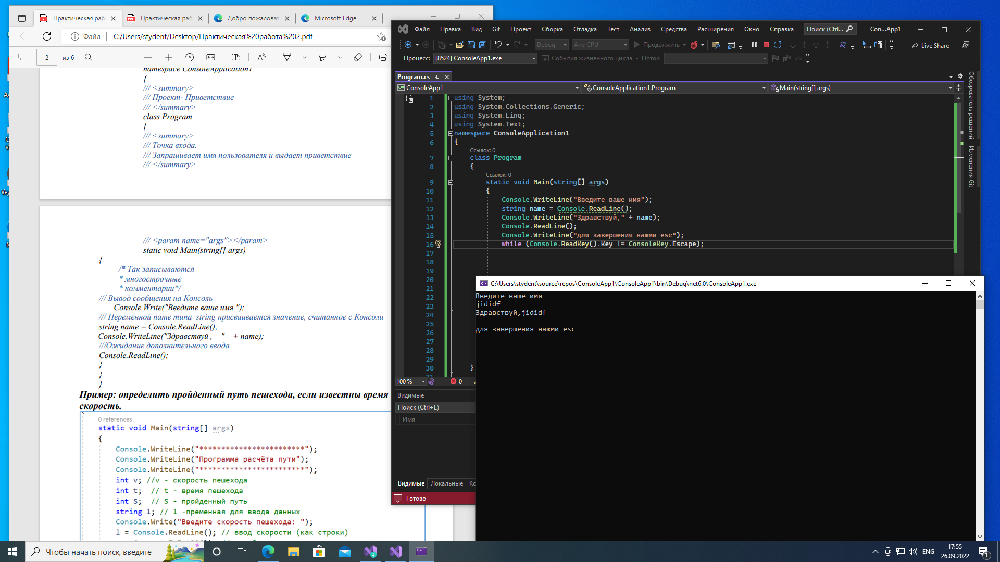 Практическая раб
Практическая раб
Добро пожаловат
Microsoft Edge
Файл
C:/Users/stydent/Desktop/Практическая%20работа%202.pdf
2
из 6
namespace ConsoleApplication1
{
/// <summary>
/// Проект- Приветствие
/// </summary>
class Program
{
/// <summary>
/// Точка входа.
/// Запрашивает имя пользователя и выдает приветствие
/// </summary>
/// <param name="args"></param>
static void Main(string[] args)
{
/* Так записываются
* многострочные
* комментарии*/
/// Вывод сообщения на Консоль
Console.Write("Введите ваше имя ");
/// Переменной name типа string присваивается значение, считанное с Консоли
string name = Console.ReadLine();
Console.WriteLine("Здравствуй , " + name);
///Ожидание дополнительного ввода
Console.ReadLine();
}
}
}
Пример: определить пройденный путь пешехода, если известны время
скорость.
0 references
static void Main(string[] args)
{
Console.WriteLine("************************");
Console.WriteLine("Программа расчёта пути");
Console.WriteLine("************************");
int v; //v - скорость пешехода
int t; // t - время пешехода
int S; // S - пройденный путь
string l; // l -пременная для ввода данных
Console.Write("Введите скорость пешехода: ");
l = Console.ReadLine(); // ввод скорости (как строки)
Файл Правка Вид Git Проект Сборка Отладка Тест Анализ Средства Расширения Окно Справка Поиск (Ctrl... Con...App1
Debug Any CPU Продолжить Live Share
Процесс: [8524] ConsoleApp1.exe События жизненного цикла Поток:
Program.cs
ConsoleApp1 ConsoleApplication1.Program Main(string[] args)
Обозреватель решений
Изменения Git
1 using System;
2 using System.Collections.Generic;
3 using System.Linq;
4 using System.Text;
5 namespace ConsoleApplication1
6 {
Ссылок: 0
7 class Program
8 {
Ссылок: 0
9 static void Main(string[] args)
10 {
11 Console.WriteLine("Введите ваше имя");
12 string name = Console.ReadLine();
13 Console.WriteLine("Здравствуй," + name);
14 Console.ReadLine();
15 Console.WriteLine("для завершения нажми esc");
16 while (Console.ReadKey().Key != ConsoleKey.Escape);
17
18
19
20
21
22
23
24
25
26
27
28
29
30 }
100 % 0
Видимые
Поиск (Ctrl+E)
Имя
Видимые Локальные
Готово
C:\Users\stydent\source\repos\ConsoleApp1\ConsoleApp1\bin\Debug\net6.0\ConsoleApp1.exe
Введите ваше имя
jididf
Здравствуй,jididf
для завершения нажми esc
Чтобы начать поиск, введите
ENG
17:55
26.09.2022
1